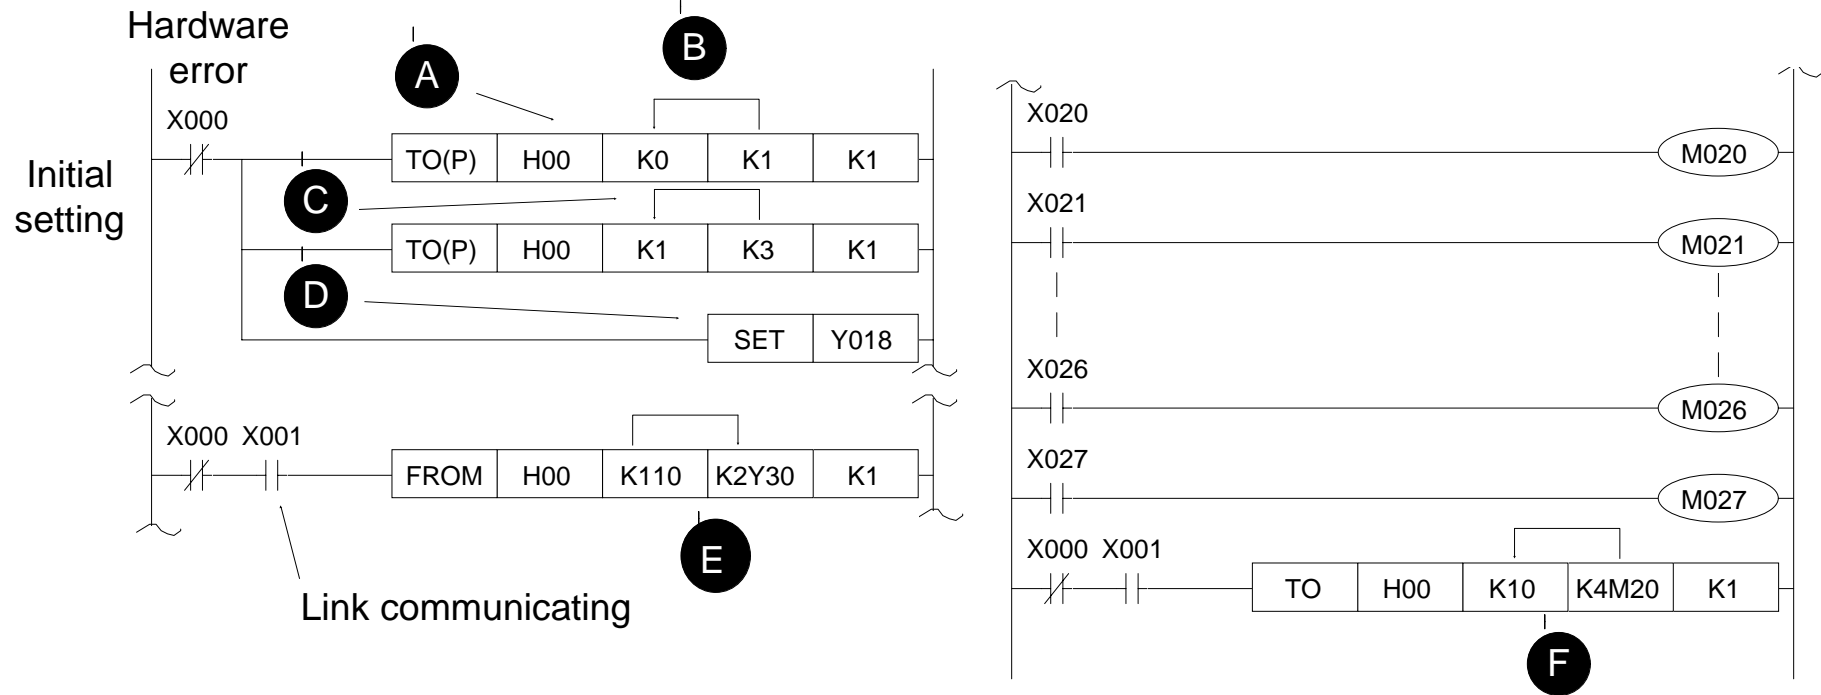 Hardware
error
B
A
X000
TO(P) H00 K0 K1 K1
Initial
setting
C
TO(P) H00 K1 K3 K1
D
SET Y018
X000 X001
FROM H00 K110 K2Y30 K1
E
Link communicating
X020
M020
X021
M021
X026
M026
X027
M027
X000 X001
TO H00 K10 K4M20 K1
F